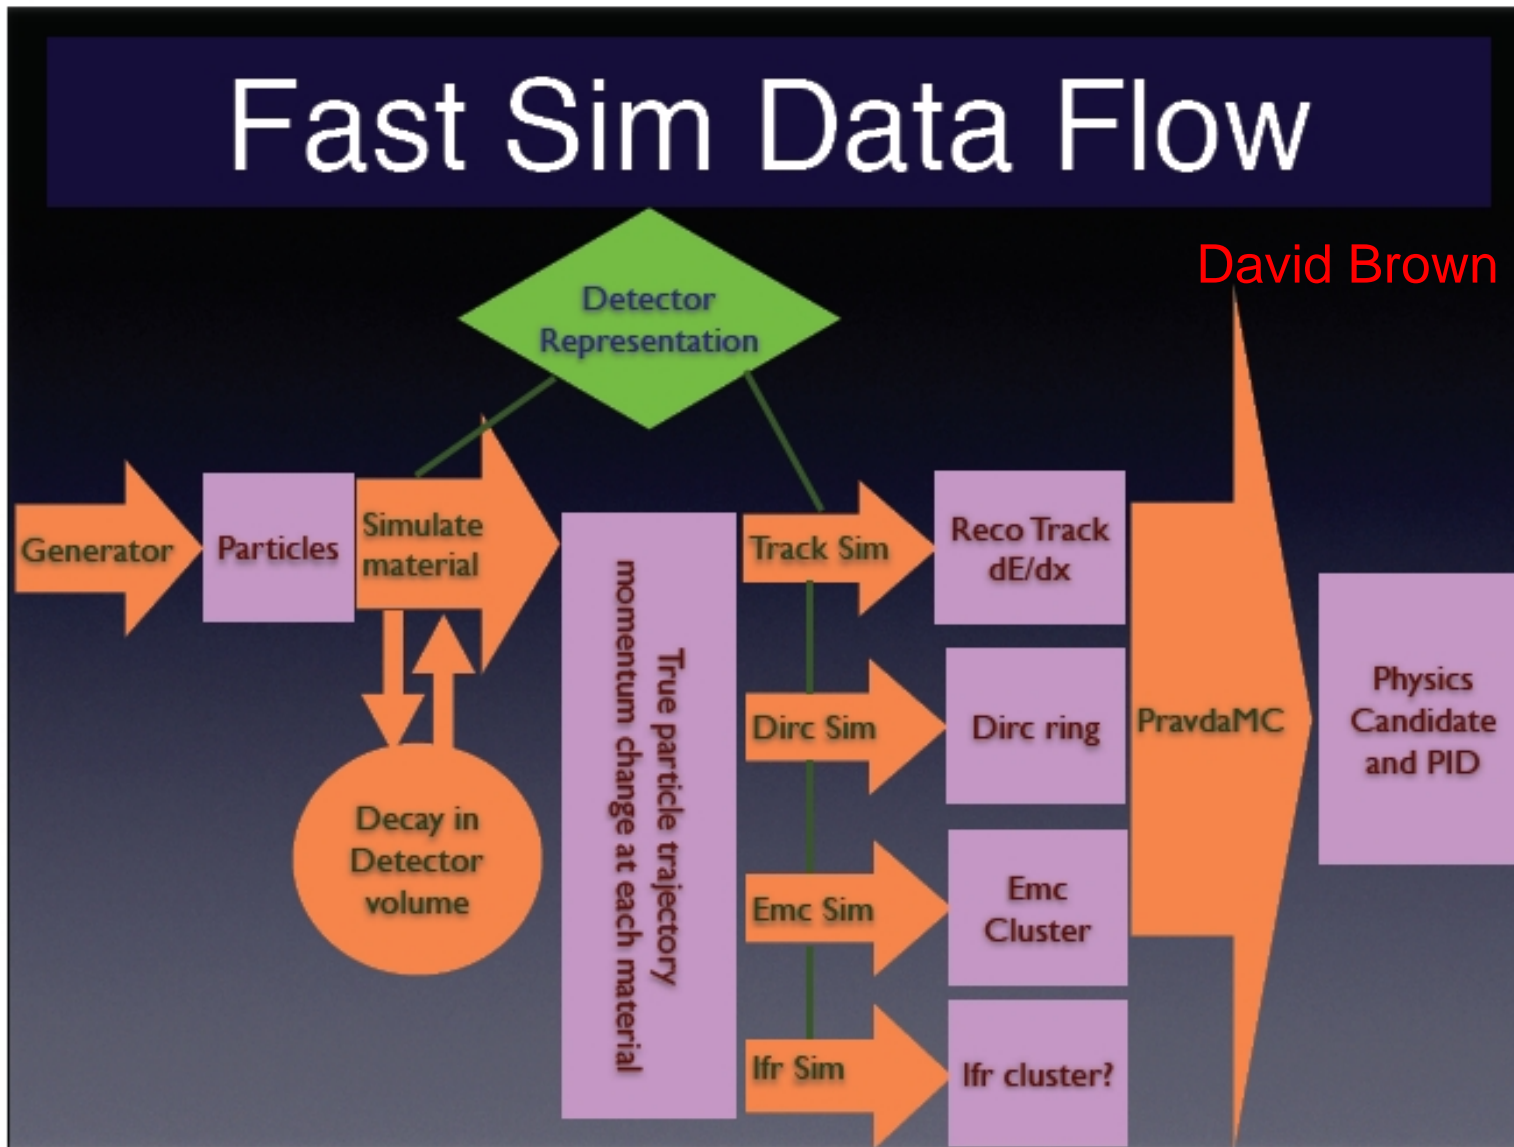 Fast Sim Data Flow
David Brown
Detector
Representation
Generator
Particles
Simulate
material
Decay in
Detector
volume
True particle trajectory
momentum change at each material
Track Sim
Reco Track
dE/dx
Dirc Sim
Dirc ring
Emc Sim
Emc
Cluster
Ifr Sim
Ifr cluster?
PravdaMC
Physics
Candidate
and PID